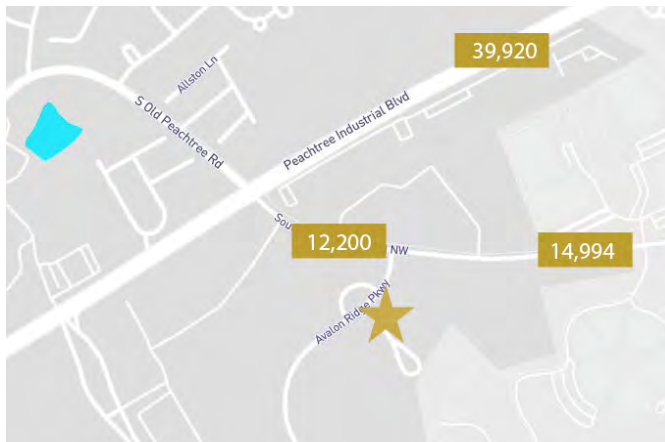 39,920
Allston Ln
S Old Peachtree Rd
Peachtree Industrial Blvd
12,200
NW
14,994
Avalon Ridge Pkwy